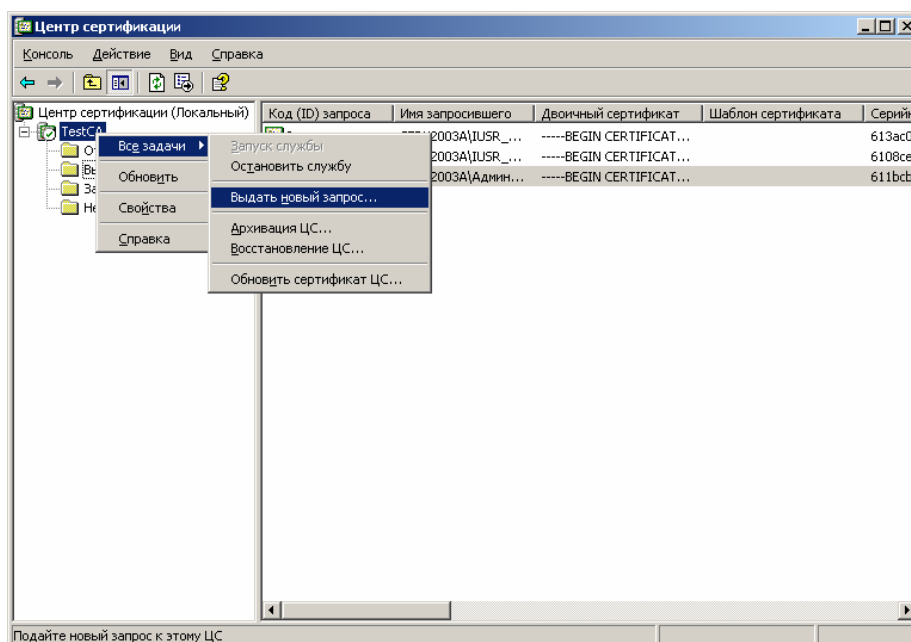 Центр сертификации
Консоль Действие Вид Справка
Центр сертификации (Локальный) Код (ID) запроса Имя запросившего Двоичный сертификат Шаблон сертификата
TestCA
Все задачи Запуск службы 2003A\IUSR_... -----BEGIN CERTIFICAT... 613ac0
Остановить службу 2003A\IUSR_... -----BEGIN CERTIFICAT... 6108ce
Обновить 2003A\Админ... -----BEGIN CERTIFICAT... 611bcb
Выдать новый запрос...
Свойства
Архивация ЦС...
Справка
Восстановление ЦС...
Обновить сертификат ЦС...
Подайте новый запрос к этому ЦС